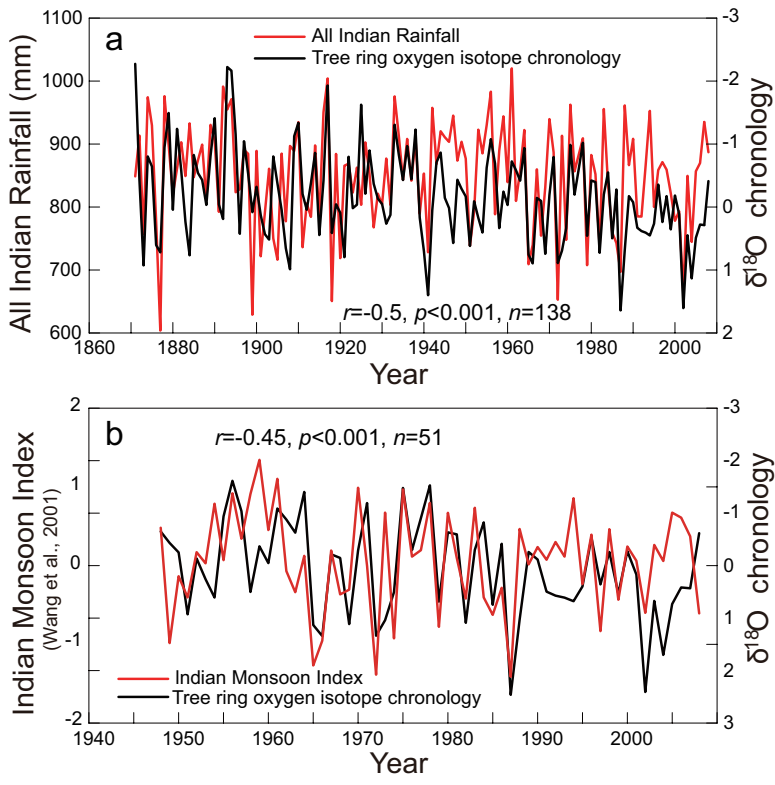 a
All Indian Rainfall
Tree ring oxygen isotope chronology
1100
1000
900
800
700
600
All Indian Rainfall (mm)
-3
-2
-1
0
1
2
δ18O chronology
r=-0.5, p<0.001, n=138
1860 1880 1900 1920 1940 1960 1980 2000
Year
b
r=-0.45, p<0.001, n=51
2
1
0
-1
-2
Indian Monsoon Index
(Wang et al., 2001)
-3
-2
-1
0
1
2
3
δ18O chronology
Indian Monsoon Index
Tree ring oxygen isotope chronology
1940 1950 1960 1970 1980 1990 2000
Year